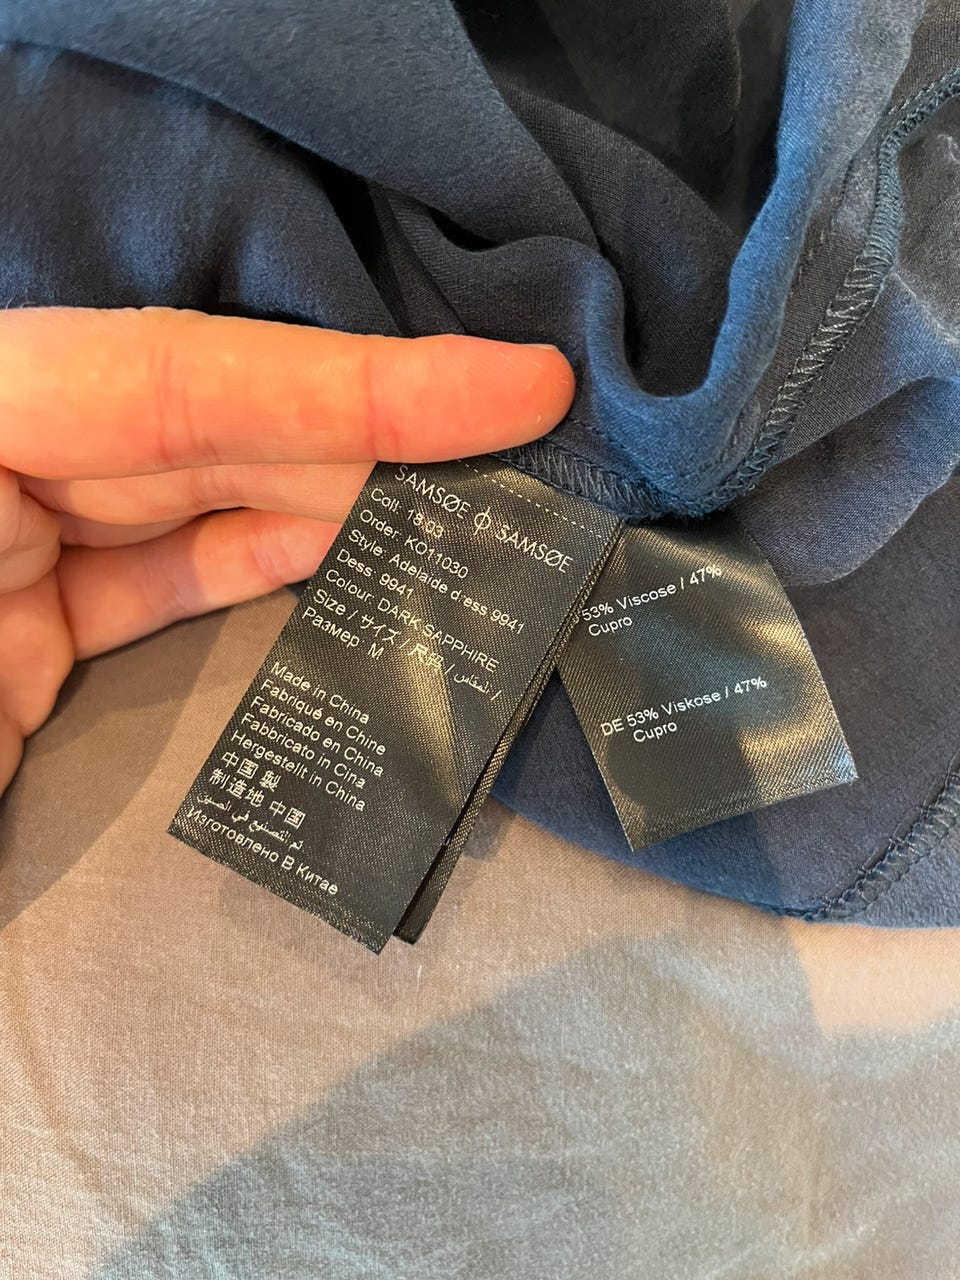 SAMSØE ϕ SAMSØE
Coll. 18.03
Order. KO11030
Style. Adelaide dress 9941
Dess. 9941
Colour. DARK SAPPHIRE
Size / サイズ / 尺码 / المقاس /
Размер M
Made in China
Fabriqué en Chine
Fabricado en China
Fabbricato in Cina
Hergestellt in China
中国 製
制造地 中国
تم التصنيع في الصين
Изготовлено В Китае
53% Viscose / 47%
Cupro
DE 53% Viskose / 47%
Cupro